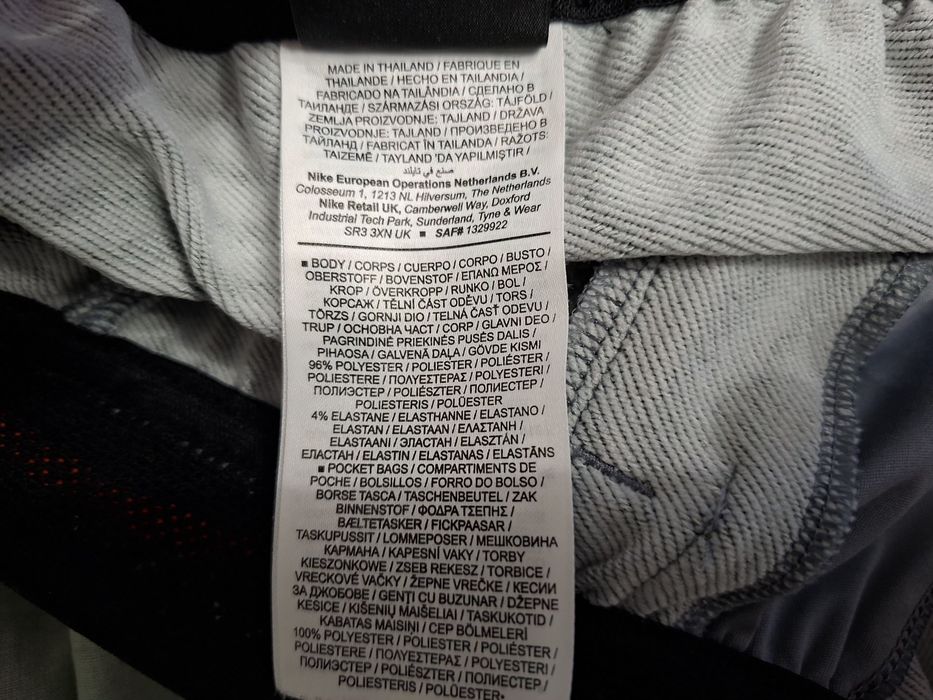 MADE IN THAILAND / FABRIQUE EN
THAILANDE / HECHO EN TAILANDIA /
FABRICADO NA TAILÂNDIA / СДЕЛАНО В
ТАИЛАНДЕ / SZÁRMAZÁSI ORSZÁG: TÁJFÖLD /
ZEMLJA PROIZVODNJE: TAJLAND / DRŽAVA
PROIZVODNJE: TAJLAND / ПРОИЗВЕДЕНО В
ТАЙЛАНД / FABRICAT ÎN TAILANDA / RAŽOTS:
TAIZEMĒ / TAYLAND 'DA YAPILMIŞTIR /
صنع في تايلند
Nike European Operations Netherlands B.V.
Colosseum 1, 1213 NL Hilversum, The Netherlands
Nike Retail UK, Camberwell Way, Doxford
Industrial Tech Park, Sunderland, Tyne & Wear
SR3 3XN UK ■ SAF# 1329922
■ BODY / CORPS / CUERPO / CORPO / BUSTO /
OBERSTOFF / BOVENSTOF / ΕΠΑΝΩ ΜΕΡΟΣ /
KROP / ÖVERKROPP / RUNKO / BOL /
КОРСАЖ / TĚLNÍ ČÁST ODĚVU / TORS /
TÖRZS / GORNJI DIO / TELNÁ ČASŤ ODEVU /
TRUP / ОСНОВНА ЧАСТ / CORP / GLAVNI DEO /
PAGRINDINĖ PRIEKINĖS PUSĖS DALIS /
PIHAOSA / GALVENĀ DAĻA / GÖVDE KISMI
96% POLYESTER / POLIESTER / POLIÉSTER /
POLIESTERE / ΠΟΛΥΕΣΤΕΡΑΣ / POLYESTERI /
ПОЛИЭСТЕР / POLIÉSZTER / ПОЛИЕСТЕР /
POLIESTERIS / POLÜESTER
4% ELASTANE / ELASTHANNE / ELASTANO /
ELASTAN / ELASTAAN / ΕΛΑΣΤΑΝΗ /
ELASTAANI / ЭЛАСТАН / ELASZTÁN /
ЕЛАСТАН / ELASTIN / ELASTANAS / ELASTĀNS
■ POCKET BAGS / COMPARTIMENTS DE
POCHE / BOLSILLOS / FORRO DO BOLSO /
BORSE TASCA / TASCHENBEUTEL / ZAK
BINNENSTOF / ΦΟΔΡΑ ΤΣΕΠΗΣ /
BÆLTETASKER / FICKPAASAR /
TASKUPUSSIT / LOMMEPOSER / МЕШКОВИНА
КАРМАНА / KAPESNÍ VAKY / TORBY
KIESZONKOWE / ZSEB REKESZ / TORBICE /
VRECKOVÉ VAČKY / ŽEPNE VREČKE / КЕСИИ
ЗА ДЖОБОВЕ / GENȚI CU BUZUNAR / DŽEPNE
KESICE / KIŠENIŲ MAIŠELIAI / TASKUKOTID /
KABATAS MAISIŅI / CEP BÖLMELERİ
100% POLYESTER / POLIESTER / POLIÉSTER /
POLIESTERE / ΠΟΛΥΕΣΤΕΡΑΣ / POLYESTERI /
ПОЛИЭСТЕР / POLIÉSZTER / ПОЛИЕСТЕР /
POLIESTERIS / POLÜESTER